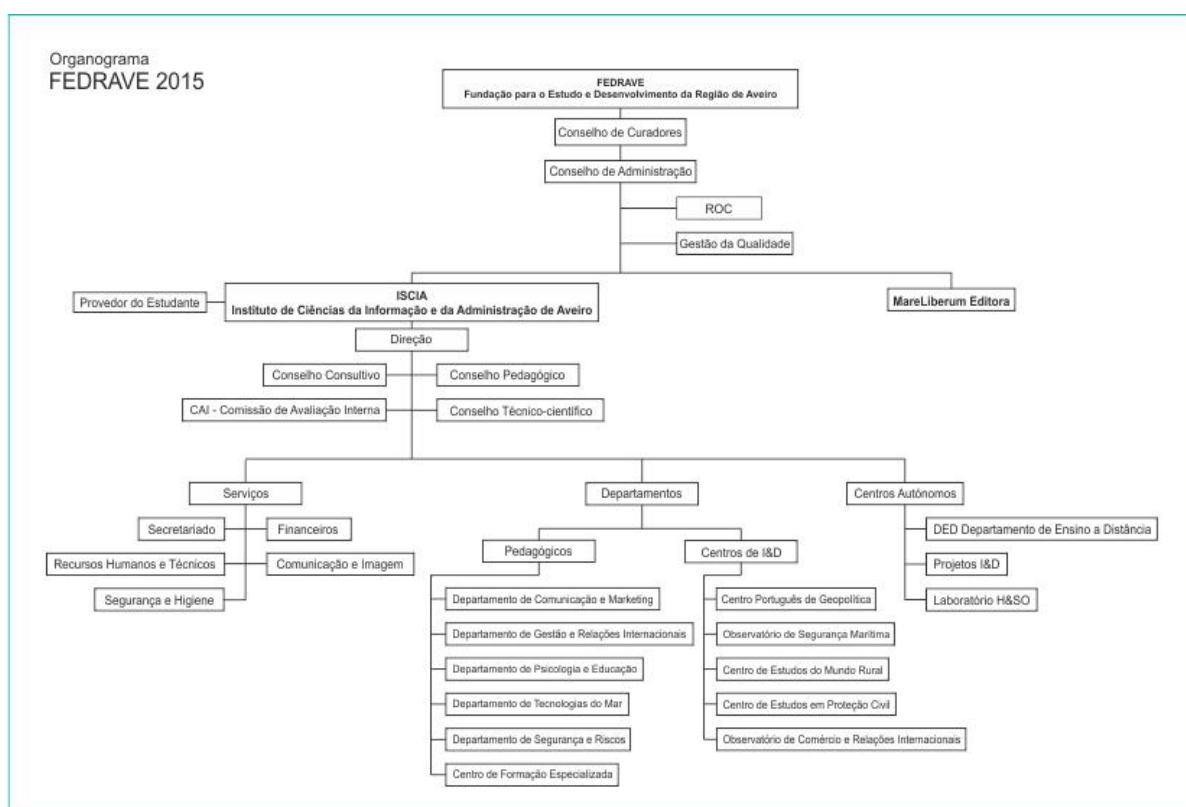 Organograma
FEDRAVE 2015
FEDRAVE
Fundação para o Estudo e Desenvolvimento da Região de Aveiro
Conselho de Curadores
Conselho de Administração
ROC
Gestão da Qualidade
Provedor do Estudante
ISCIA
Instituto de Ciências da Informação e da Administração de Aveiro
MareLiberum Editora
Direção
Conselho Consultivo
Conselho Pedagógico
CAI - Comissão de Avaliação Interna
Conselho Técnico-científico
Serviços
Departamentos
Centros Autónomos
Secretariado
Financeiros
Recursos Humanos e Técnicos
Comunicação e Imagem
Segurança e Higiene
Pedagógicos
Centros de I&D
DED Departamento de Ensino a Distância
Projetos I&D
Laboratório H&SO
Departamento de Comunicação e Marketing
Departamento de Gestão e Relações Internacionais
Departamento de Psicologia e Educação
Departamento de Tecnologias do Mar
Departamento de Segurança e Riscos
Centro de Formação Especializada
Centro Português de Geopolítica
Observatório de Segurança Marítima
Centro de Estudos do Mundo Rural
Centro de Estudos em Proteção Civil
Observatório de Comércio e Relações Internacionais